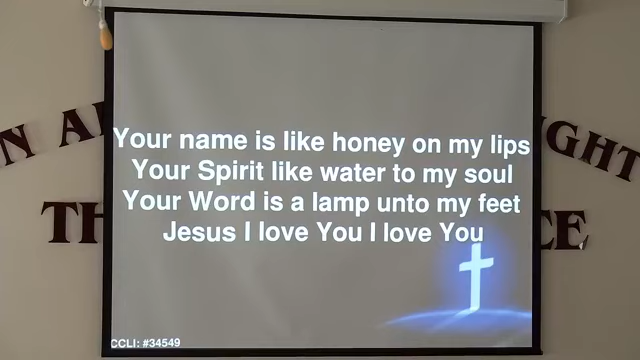 Your name is like honey on my lips
Your Spirit like water to my soul
Your Word is a lamp unto my feet
Jesus I love You I love You
CCLI: #34549